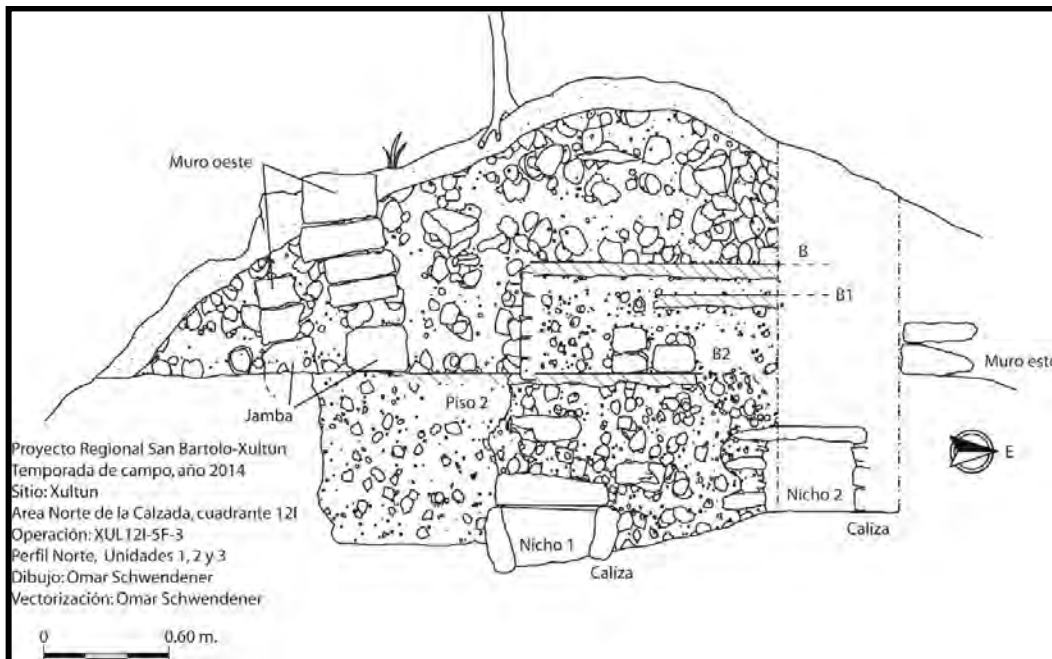 Muro oeste
B
B1
B2
Muro este
Jamba
Piso 2
E
Nicho 2
Caliza
Nicho 1
Caliza
Proyecto Regional San Bartolo-Xultun
Temporada de campo, año 2014
Sitio: Xultun
Area Norte de la Calzada, cuadrante 12I
Operación: XUL12I-5F-3
Perfil Norte, Unidades 1, 2 y 3
Dibujo: Omar Schwendener
Vectorización: Omar Schwendener
0 0.60 m.